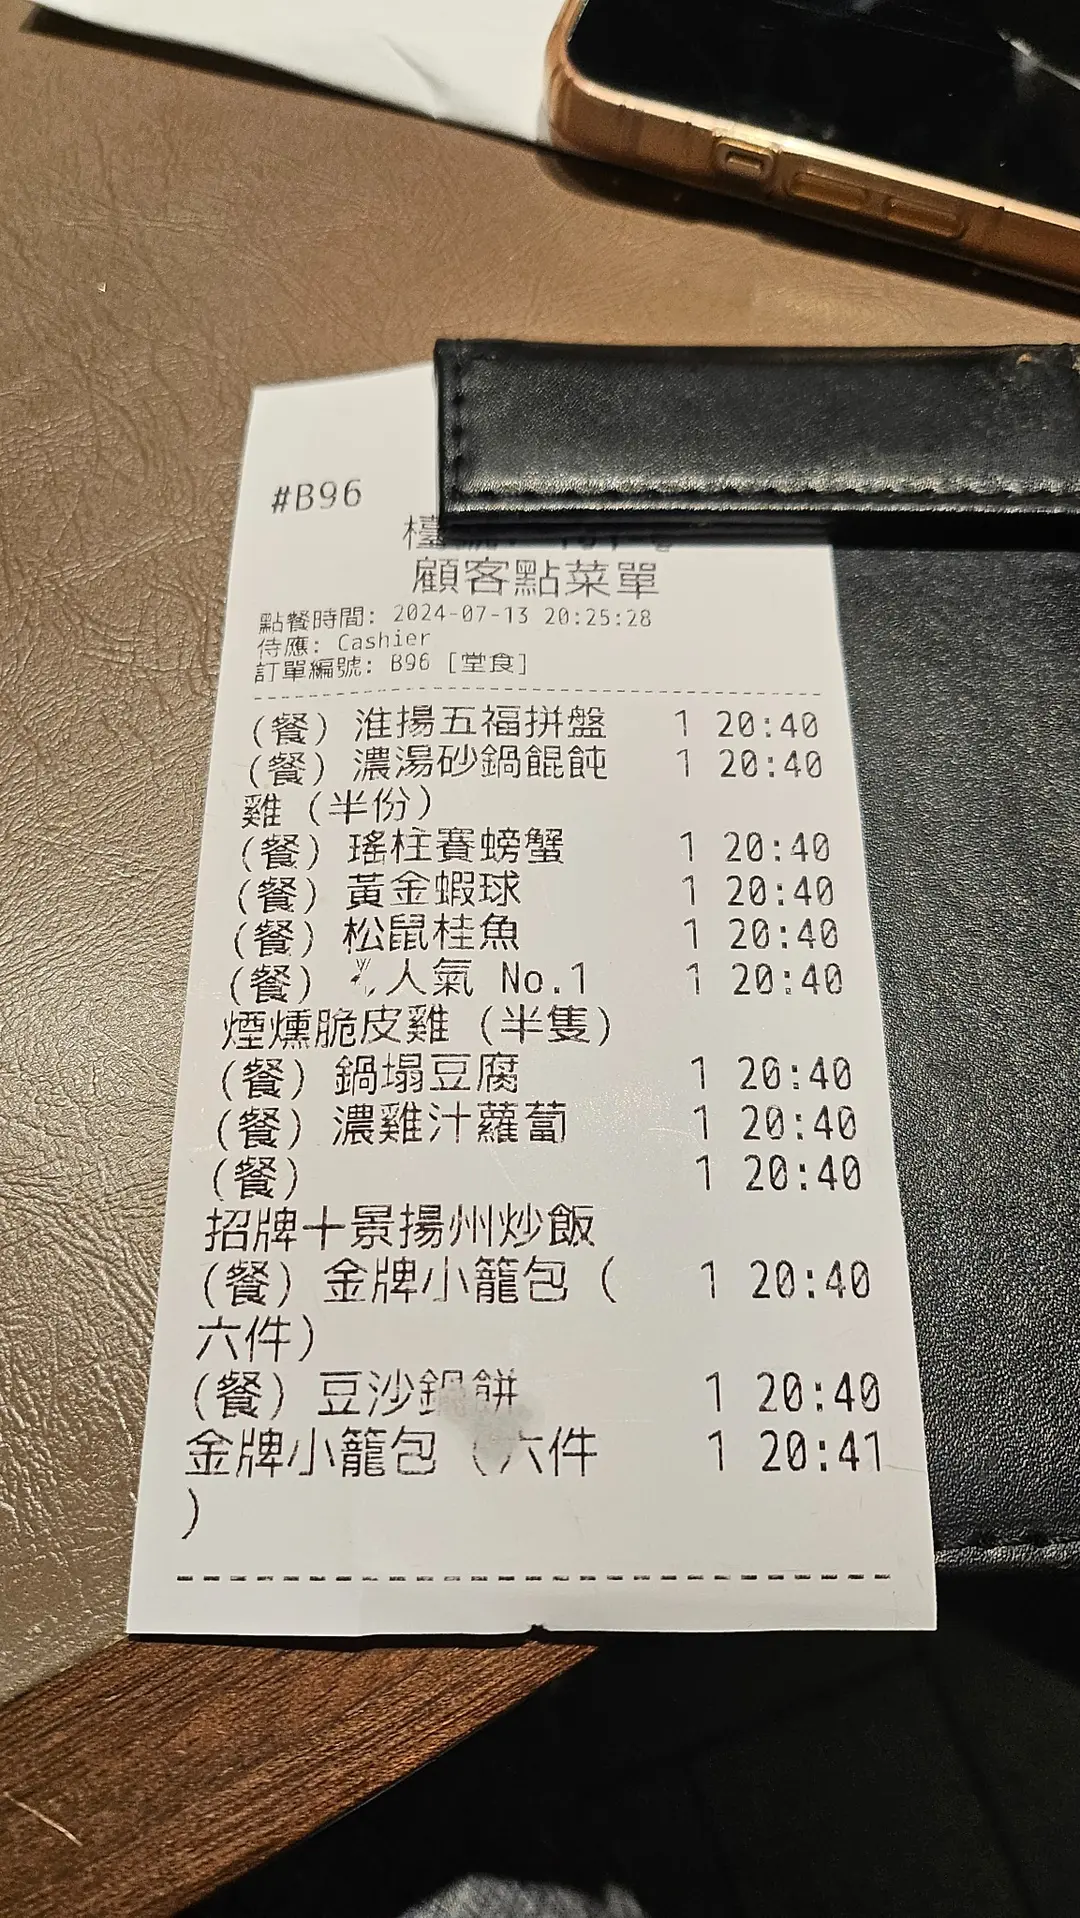 #B96
檯
顧客點菜單
點餐時間: 2024-07-13 20:25:28
侍應: Cashier
訂單編號: B96 [堂食]
(餐) 淮揚五福拼盤 1 20:40
(餐) 濃湯砂鍋餛飩 1 20:40
雞 (半份)
(餐) 瑤柱賽螃蟹 1 20:40
(餐) 黃金蝦球 1 20:40
(餐) 松鼠桂魚 1 20:40
(餐) 人氣 No.1 1 20:40
煙燻脆皮雞 (半隻)
(餐) 鍋塌豆腐 1 20:40
(餐) 濃雞汁蘿蔔 1 20:40
(餐) 1 20:40
招牌十景揚州炒飯
(餐) 金牌小籠包 ( 1 20:40
六件)
(餐) 豆沙鍋餅 1 20:40
金牌小籠包 (六件 1 20:41
)